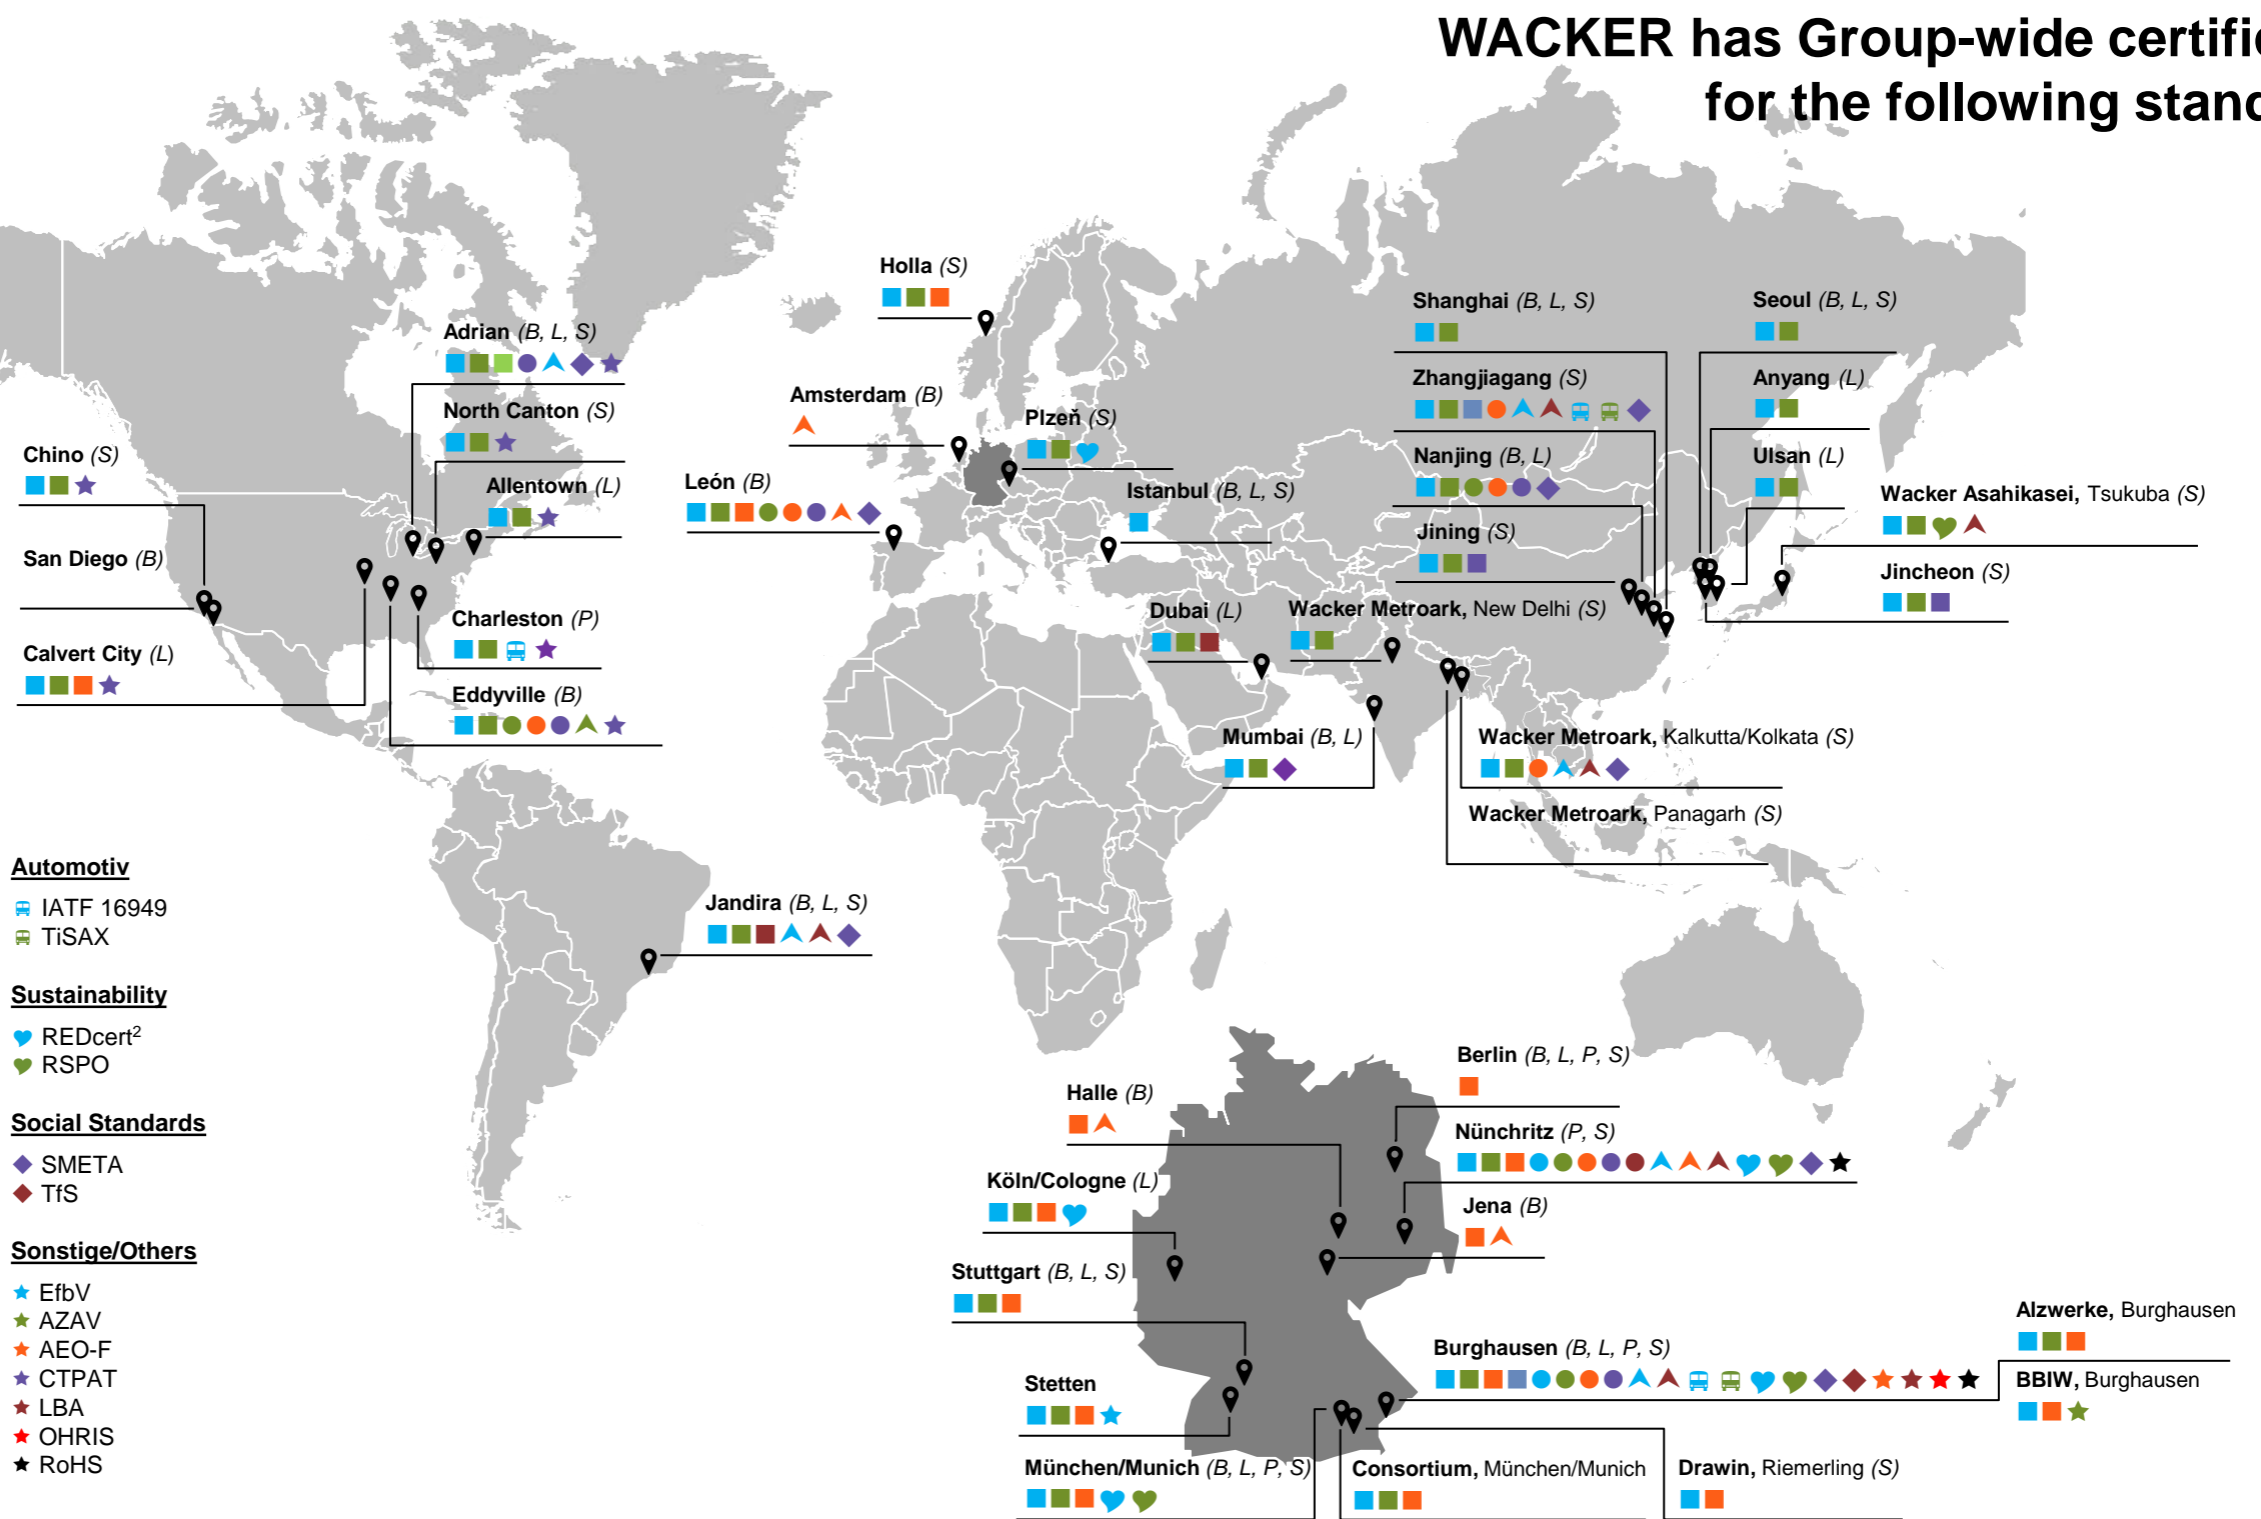 WACKER has Group-wide certifi
for the following stand
Holla (S)
Shanghai (B, L, S)
Seoul (B, L, S)
Adrian (B, L, S)
Zhangjiagang (S)
Anyang (L)
Amsterdam (B)
North Canton (S)
Plzeň (S)
Chino (S)
Nanjing (B, L)
Ulsan (L)
León (B)
Allentown (L)
Istanbul (B, L, S)
Wacker Asahikasei, Tsukuba (S)
San Diego (B)
Jining (S)
Jincheon (S)
Charleston (P)
Dubai (L)
Wacker Metroark, New Delhi (S)
Calvert City (L)
Eddyville (B)
Mumbai (B, L)
Wacker Metroark, Kalkutta/Kolkata (S)
Wacker Metroark, Panagarh (S)
Jandira (B, L, S)
Automotiv
IATF 16949
TiSAX
Sustainability
REDcert2
RSPO
Social Standards
SMETA
TfS
Sonstige/Others
EfbV
AZAV
AEO-F
CTPAT
LBA
OHRIS
RoHS
Berlin (B, L, P, S)
Halle (B)
Nünchritz (P, S)
Köln/Cologne (L)
Jena (B)
Stuttgart (B, L, S)
Alzwerke, Burghausen
Burghausen (B, L, P, S)
Stetten
BBIW, Burghausen
München/Munich (B, L, P, S)
Consortium, München/Munich
Drawin, Riemerling (S)